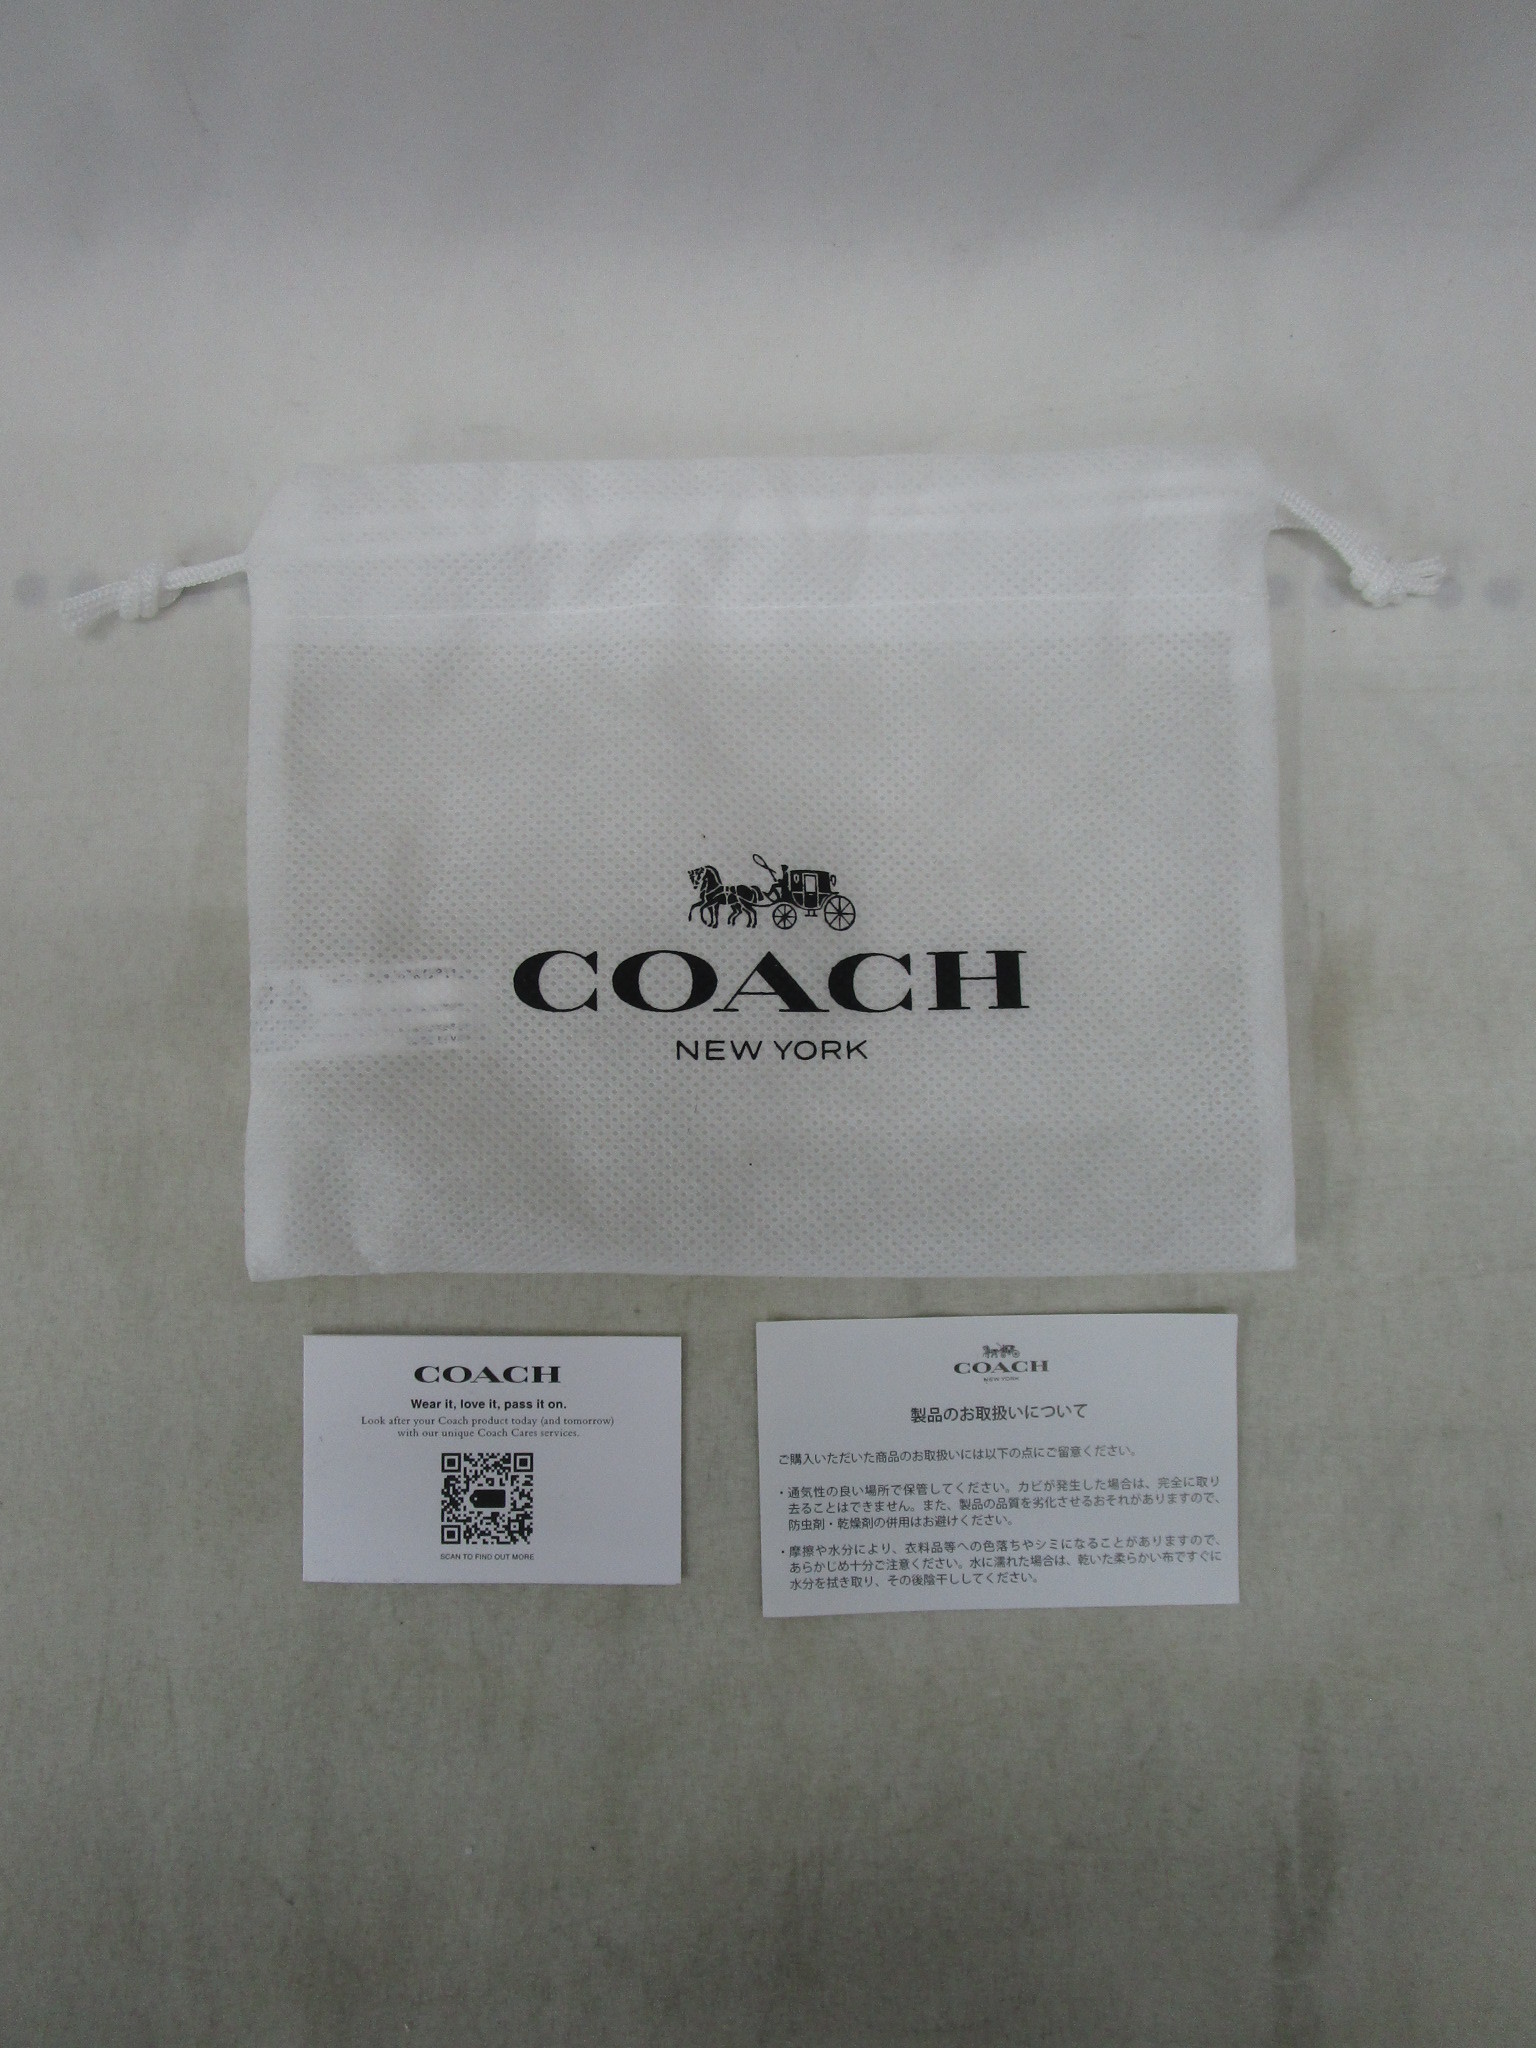 COACH
NEW YORK
COACH
Wear it, love it, pass it on.
Look after your Coach product today (and tomorrow)
with our unique Coach Cares services.
SCAN TO FIND OUT MORE
COACH
NEW YORK
製品のお取扱いについて
ご購入いただいた商品のお取扱いには以下の点にご留意ください。
・通気性の良い場所で保管してください。カビが発生した場合は、完全に取り
去ることはできません。また、製品の品質を劣化させるおそれがありますので、
防虫剤・乾燥剤の併用はお避けください。
・摩擦や水分により、衣料品等への色落ちやシミになることがありますので、
あらかじめ十分ご注意ください。水に濡れた場合は、乾いた柔らかい布ですぐに
水分を拭き取り、その後陰干ししてください。